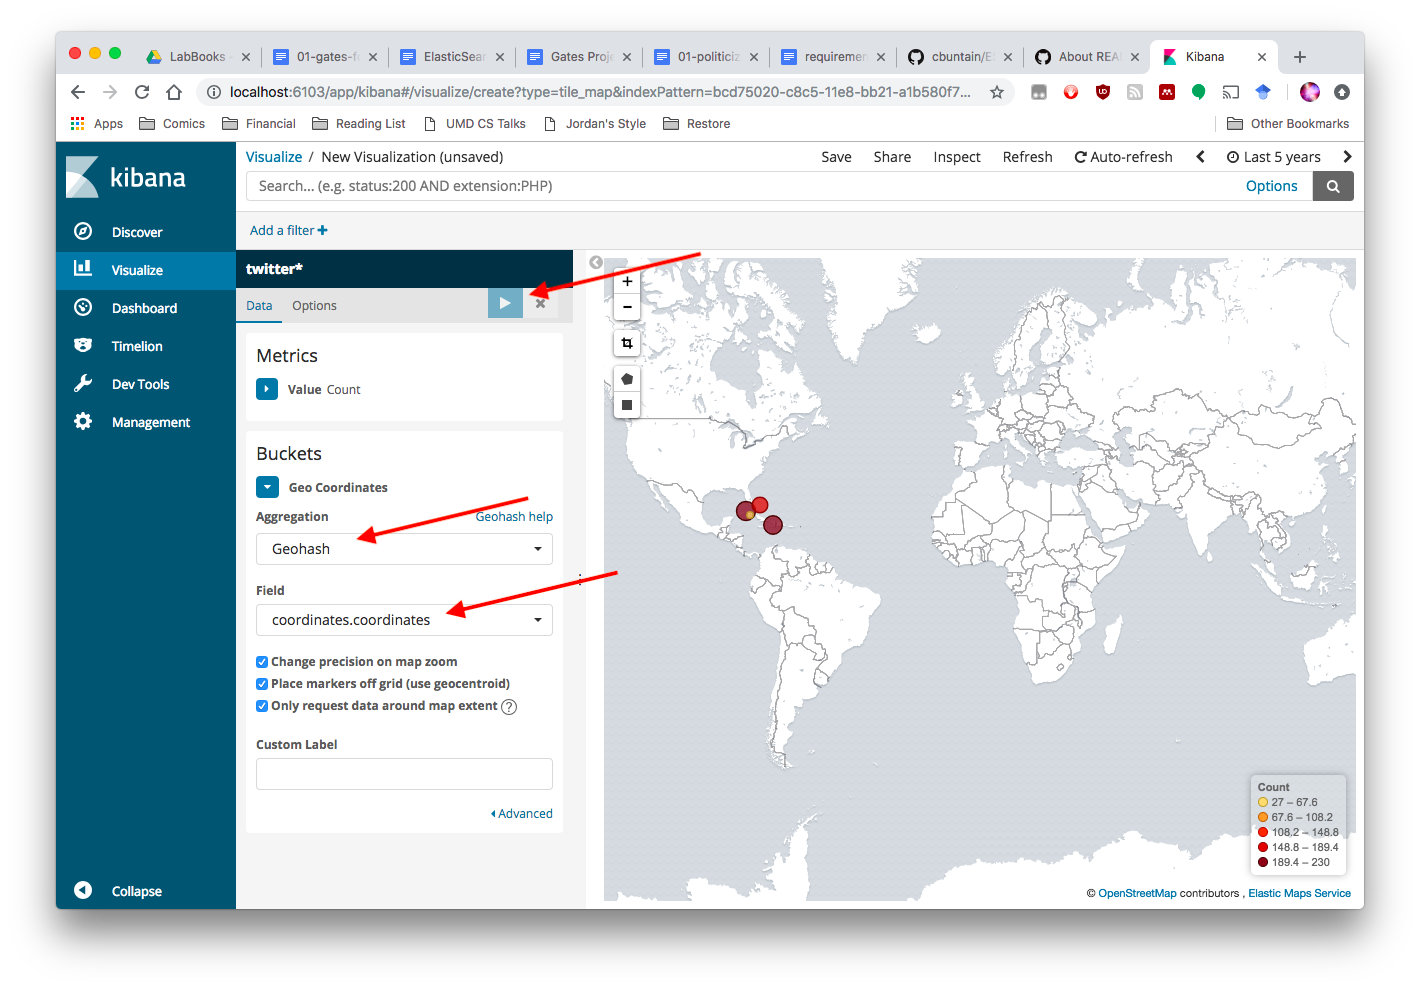 LabBooks
01-gates-fo
ElasticSear
Gates Proje
01-politiciz
requiremen
cbuntain/El
About REA
Kibana
localhost:6103/app/kibana#/visualize/create?type=tile_map&indexPattern=bcd75020-c8c5-11e8-bb21-a1b580f7...
Apps Comics Financial Reading List UMD CS Talks Jordan's Style Restore Other Bookmarks
kibana
Discover
Visualize
Dashboard
Timelion
Dev Tools
Management
Collapse
Visualize / New Visualization (unsaved)
Save Share Inspect Refresh Auto-refresh Last 5 years
Search... (e.g. status:200 AND extension:PHP)
Options
Add a filter +
twitter*
Data Options
Metrics
Value Count
Buckets
Geo Coordinates
Aggregation Geohash help
Geohash
Field
coordinates.coordinates
Change precision on map zoom
Place markers off grid (use geocentroid)
Only request data around map extent ?
Custom Label
Advanced
+
−
Count
27 – 67.6
67.6 – 108.2
108.2 – 148.8
148.8 – 189.4
189.4 – 230
© OpenStreetMap contributors , Elastic Maps Service